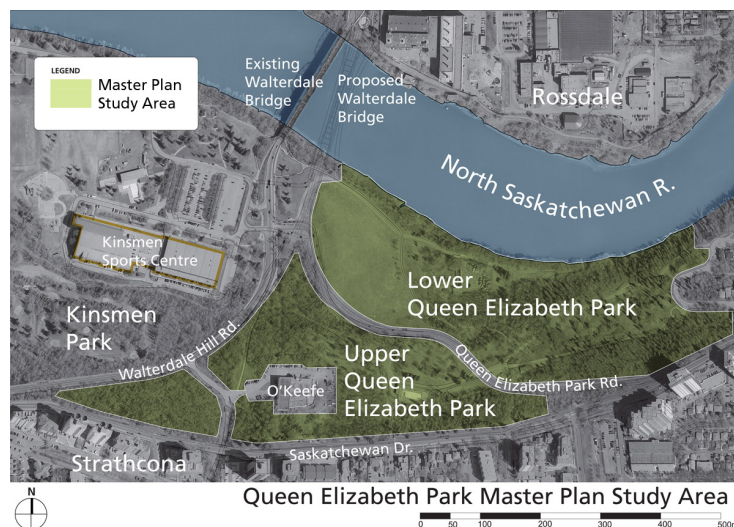 LEGEND
Master Plan
Study Area
Existing
Walterdale
Bridge
Proposed
Walterdale
Bridge
Rossdale
North Saskatchewan R.
Kinsmen
Sports Centre
Kinsmen
Park
Lower
Queen Elizabeth Park
Walterdale Hill Rd.
Upper
Queen
Elizabeth Park
Queen Elizabeth Park Rd.
O'Keefe
Saskatchewan Dr.
Strathcona
N
Queen Elizabeth Park Master Plan Study Area
0 50 100 200 300 400 500m